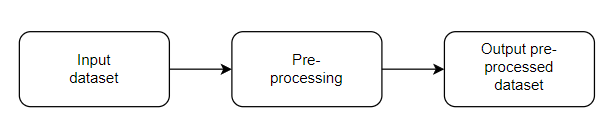 Input
dataset
Pre-
processing
Output pre-
processed
dataset